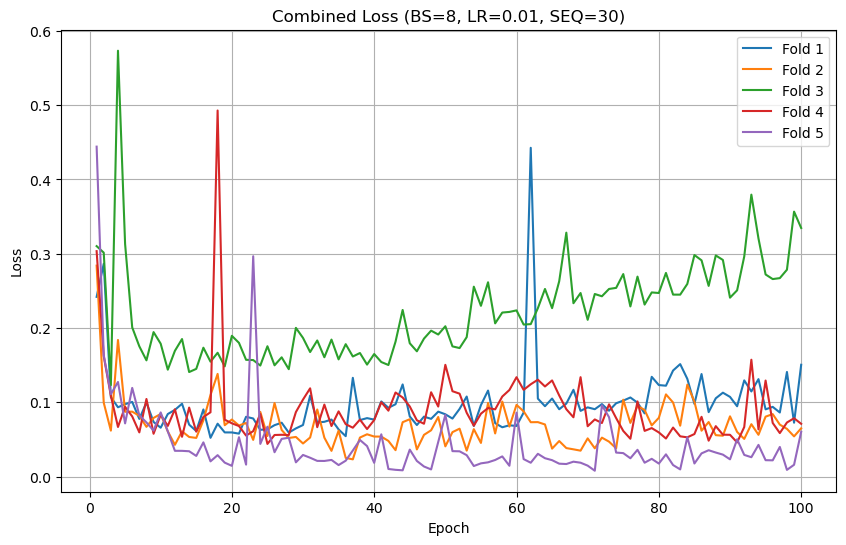 Combined Loss (BS=8, LR=0.01, SEQ=30)
Fold 1
Fold 2
Fold 3
Fold 4
Fold 5
Loss
0.6
0.5
0.4
0.3
0.2
0.1
0.0
0 20 40 60 80 100
Epoch